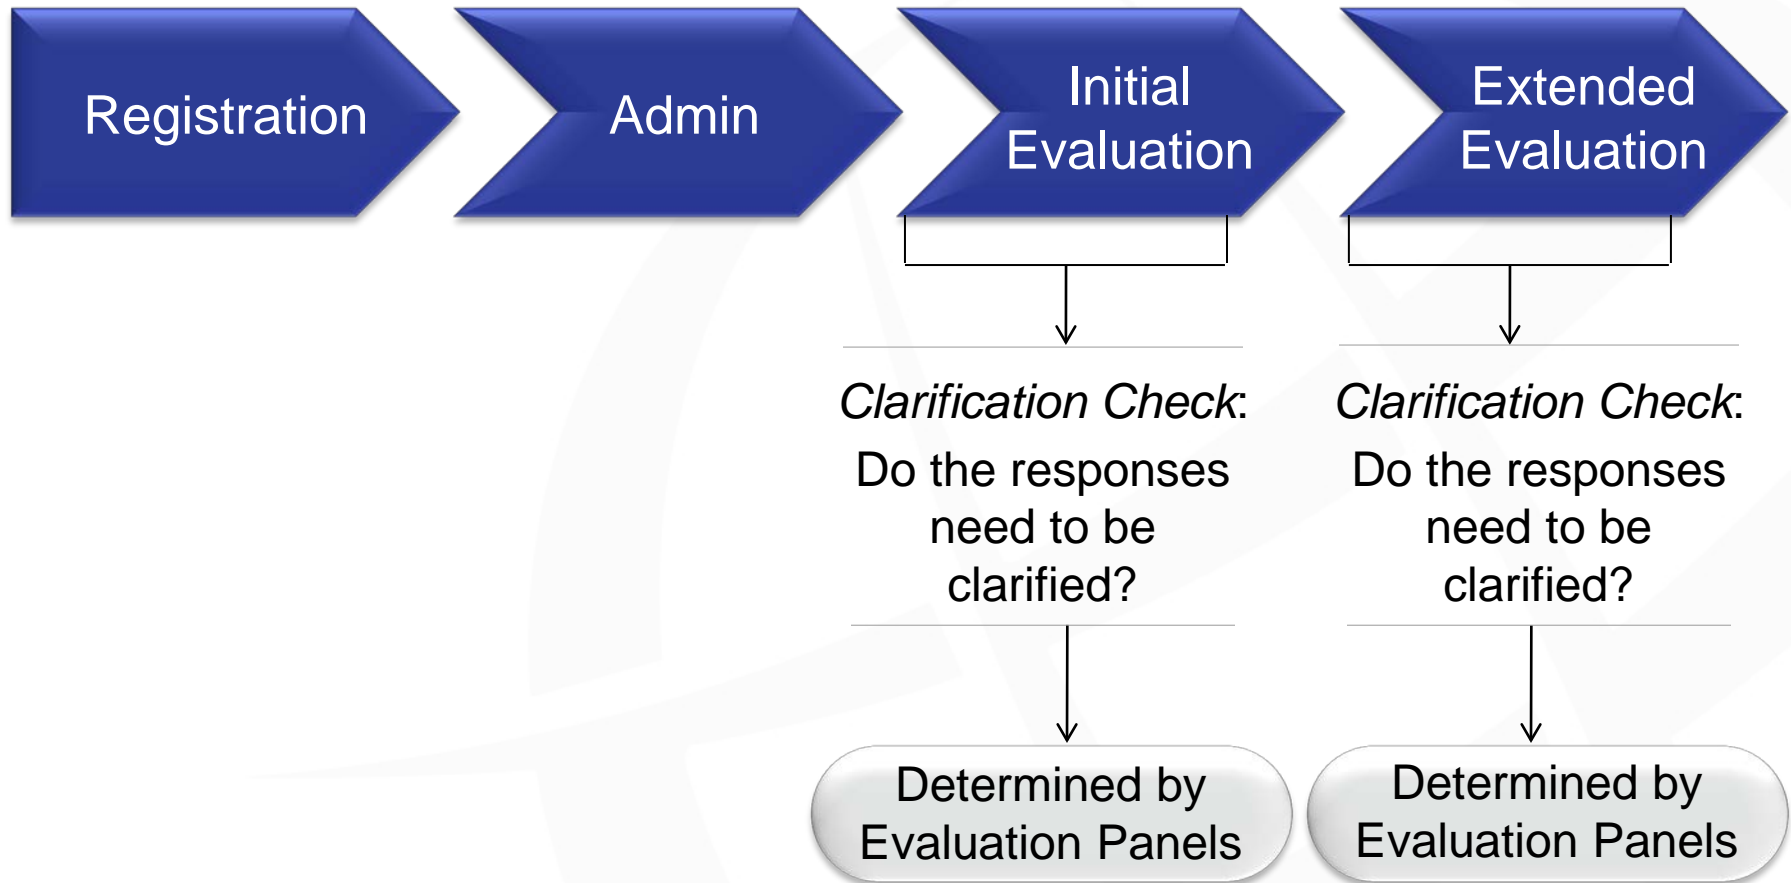 Registration
Admin
Initial
Evaluation
Extended
Evaluation
Clarification Check:
Do the responses
need to be
clarified?
Clarification Check:
Do the responses
need to be
clarified?
Determined by
Evaluation Panels
Determined by
Evaluation Panels